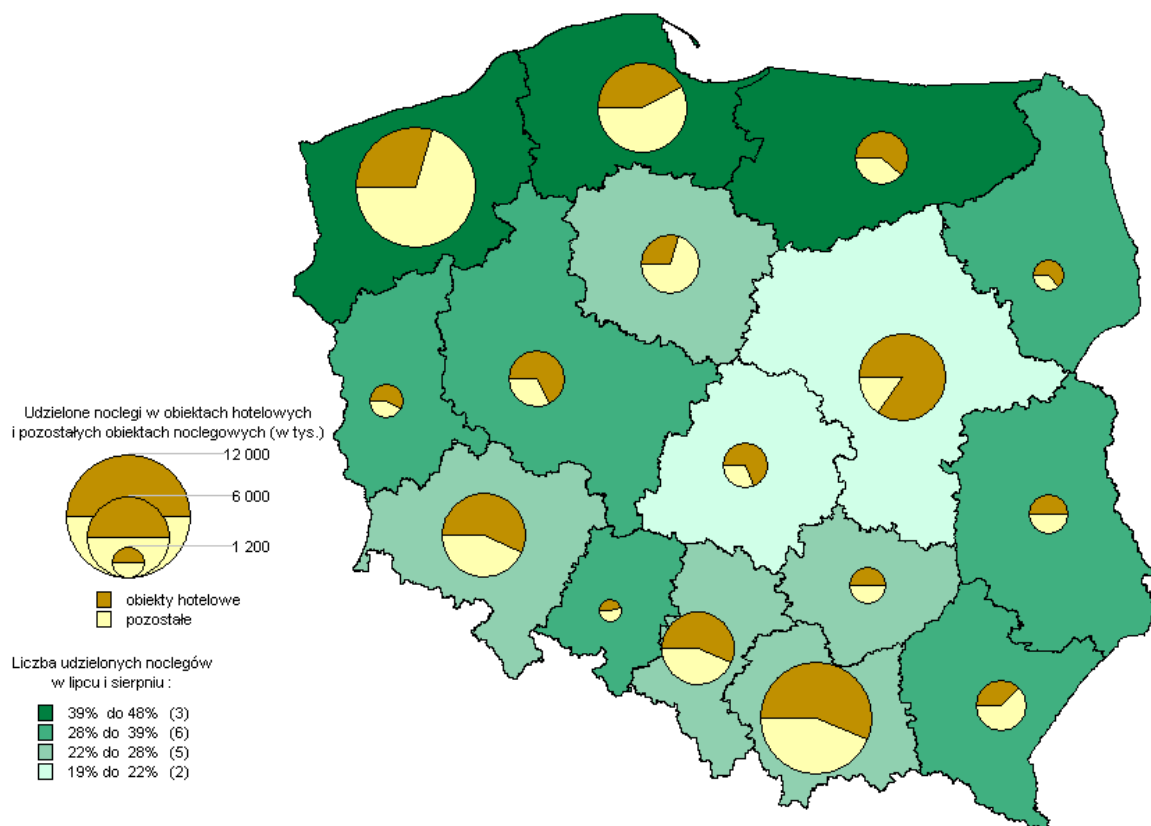 Udzielone noclegi w obiektach hotelowych
i pozostałych obiektach noclegowych (w tys.)
12 000
6 000
1 200
obiekty hotelowe
pozostałe
Liczba udzielonych noclegów
w lipcu i sierpniu :
39% do 48% (3)
28% do 39% (6)
22% do 28% (5)
19% do 22% (2)